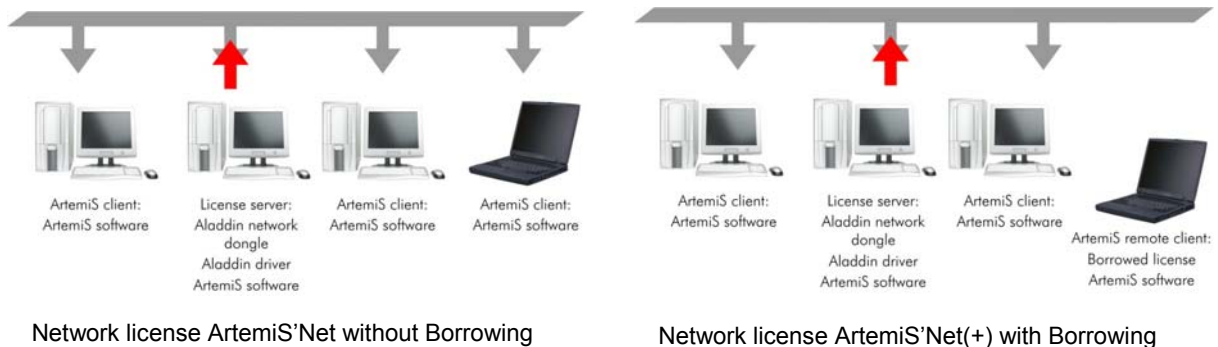 ArtemiS client:
ArtemiS software
License server:
Aladdin network
dongle
Aladdin driver
ArtemiS software
ArtemiS client:
ArtemiS software
ArtemiS client:
ArtemiS software
Network license ArtemiS’Net without Borrowing
ArtemiS client:
ArtemiS software
License server:
Aladdin network
dongle
Aladdin driver
ArtemiS software
ArtemiS client:
ArtemiS software
ArtemiS remote client:
Borrowed license
ArtemiS software
Network license ArtemiS’Net(+) with Borrowing